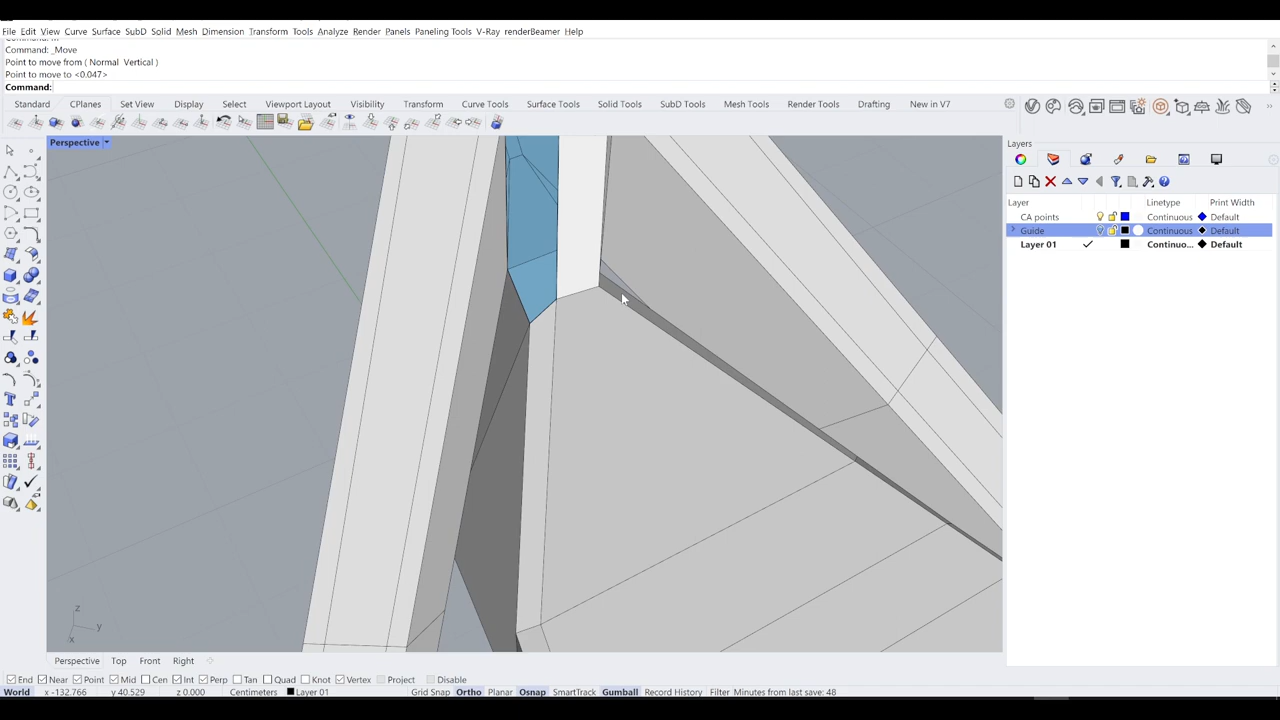 File Edit View Curve Surface SubD Solid Mesh Dimension Transform Tools Analyze Render Panels Paneling Tools V-Ray renderBeamer Help
Command: _Move
Point to move from ( Normal Vertical )
Point to move to <0.047>
Command:
Standard CPlanes Set View Display Select Viewport Layout Visibility Transform Curve Tools Surface Tools Solid Tools SubD Tools Mesh Tools Render Tools Drafting New in V7
Perspective
Layers
Layer Linetype Print Width
CA points Continuous Default
Guide Continuous Default
Layer 01 Continuo... Default
z
y
x
Perspective Top Front Right
End Near Point Mid Cen Int Perp Tan Quad Knot Vertex Project Disable
World x -132.766 y 40.529 z 0.000 Centimeters Layer 01 Grid Snap Ortho Planar Osnap SmartTrack Gumball Record History Filter Minutes from last save: 48